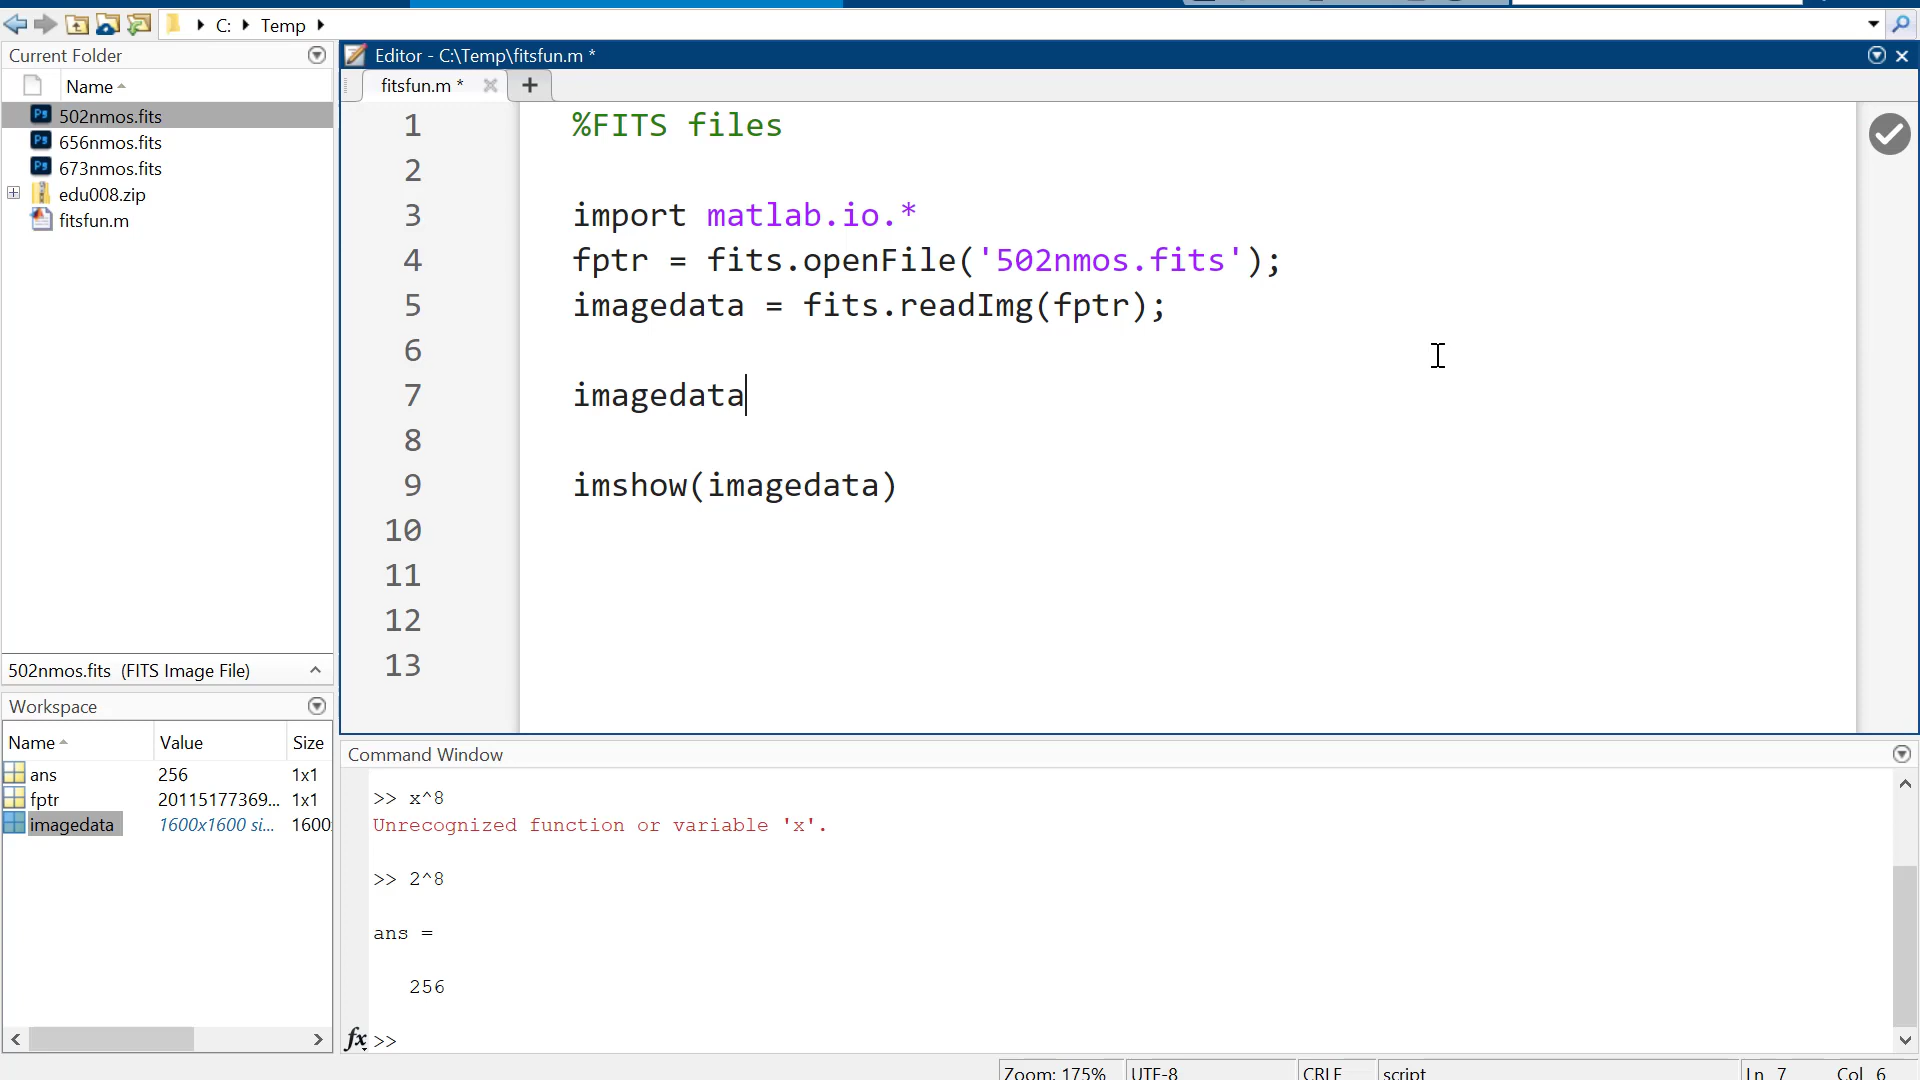 C: Temp
Current Folder
Name
502nmos.fits
656nmos.fits
673nmos.fits
edu008.zip
fitsfun.m
502nmos.fits (FITS Image File)
Workspace
Name Value Size
ans 256 1x1
fptr 20115177369... 1x1
imagedata 1600x1600 si... 1600
Editor - C:\Temp\fitsfun.m *
fitsfun.m * +
1 %FITS files
2
3 import matlab.io.*
4 fptr = fits.openFile('502nmos.fits');
5 imagedata = fits.readImg(fptr);
6
7 imagedata
8
9 imshow(imagedata)
10
11
12
13
Command Window
>> x^8
Unrecognized function or variable 'x'.
>> 2^8
ans =
256
fx >>
Zoom: 175% UTF-8 CRLF script Ln 7 Col 6